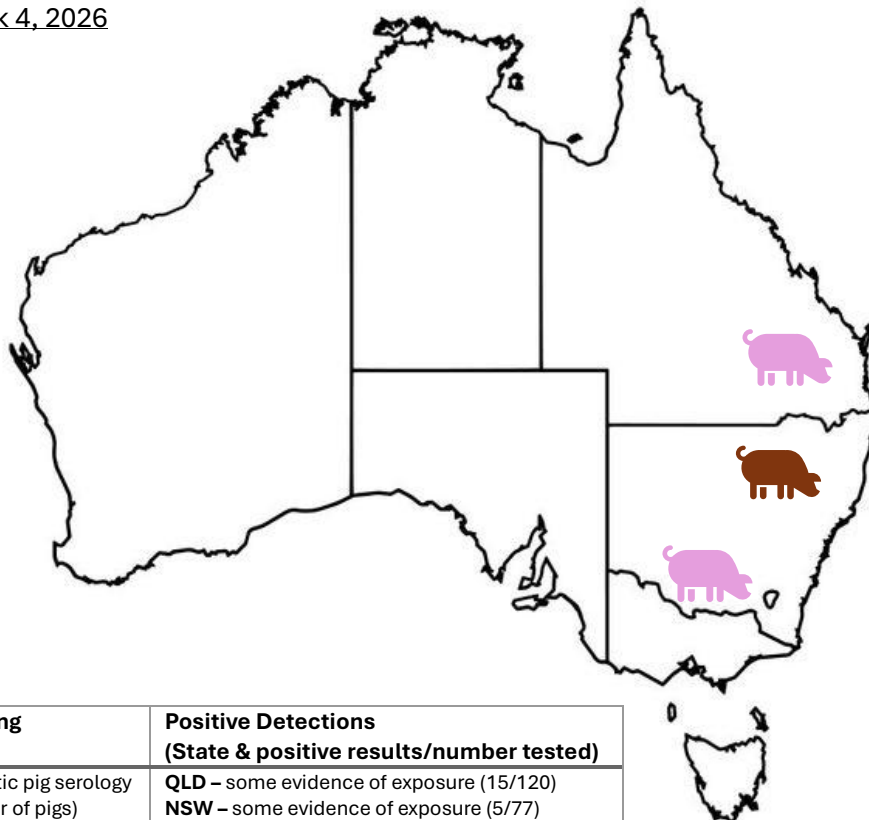 k 4, 2026
ng
Positive Detections
(State & positive results/number tested)
tic pig serology
r of pigs)
QLD – some evidence of exposure (15/120)
NSW – some evidence of exposure (5/77)